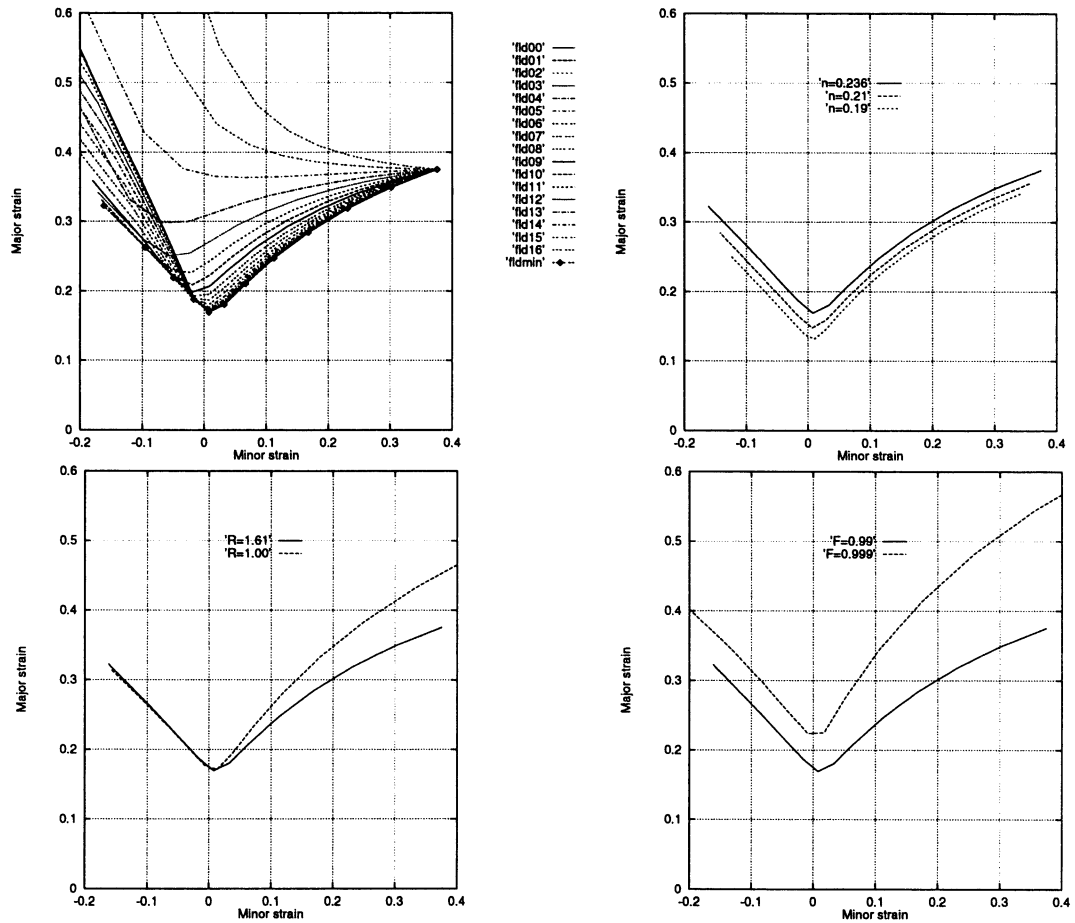 0.6
0.5
0.4
0.3
0.2
0.1
0
-0.2
-0.1
0
0.1
0.2
0.3
0.4
Major strain
Minor strain
'fld00'
'fld01'
'fld02'
'fld03'
'fld04'
'fld05'
'fld06'
'fld07'
'fld08'
'fld09'
'fld10'
'fld11'
'fld12'
'fld13'
'fld14'
'fld15'
'fld16'
'fldmin'
0.6
0.5
0.4
0.3
0.2
0.1
0
-0.2
-0.1
0
0.1
0.2
0.3
0.4
Major strain
Minor strain
'n=0.236'
'n=0.21'
'n=0.19'
0.6
0.5
0.4
0.3
0.2
0.1
0
-0.2
-0.1
0
0.1
0.2
0.3
0.4
Major strain
Minor strain
'R=1.61'
'R=1.00'
0.6
0.5
0.4
0.3
0.2
0.1
0
-0.2
-0.1
0
0.1
0.2
0.3
0.4
Major strain
Minor strain
'F=0.99'
'F=0.999'